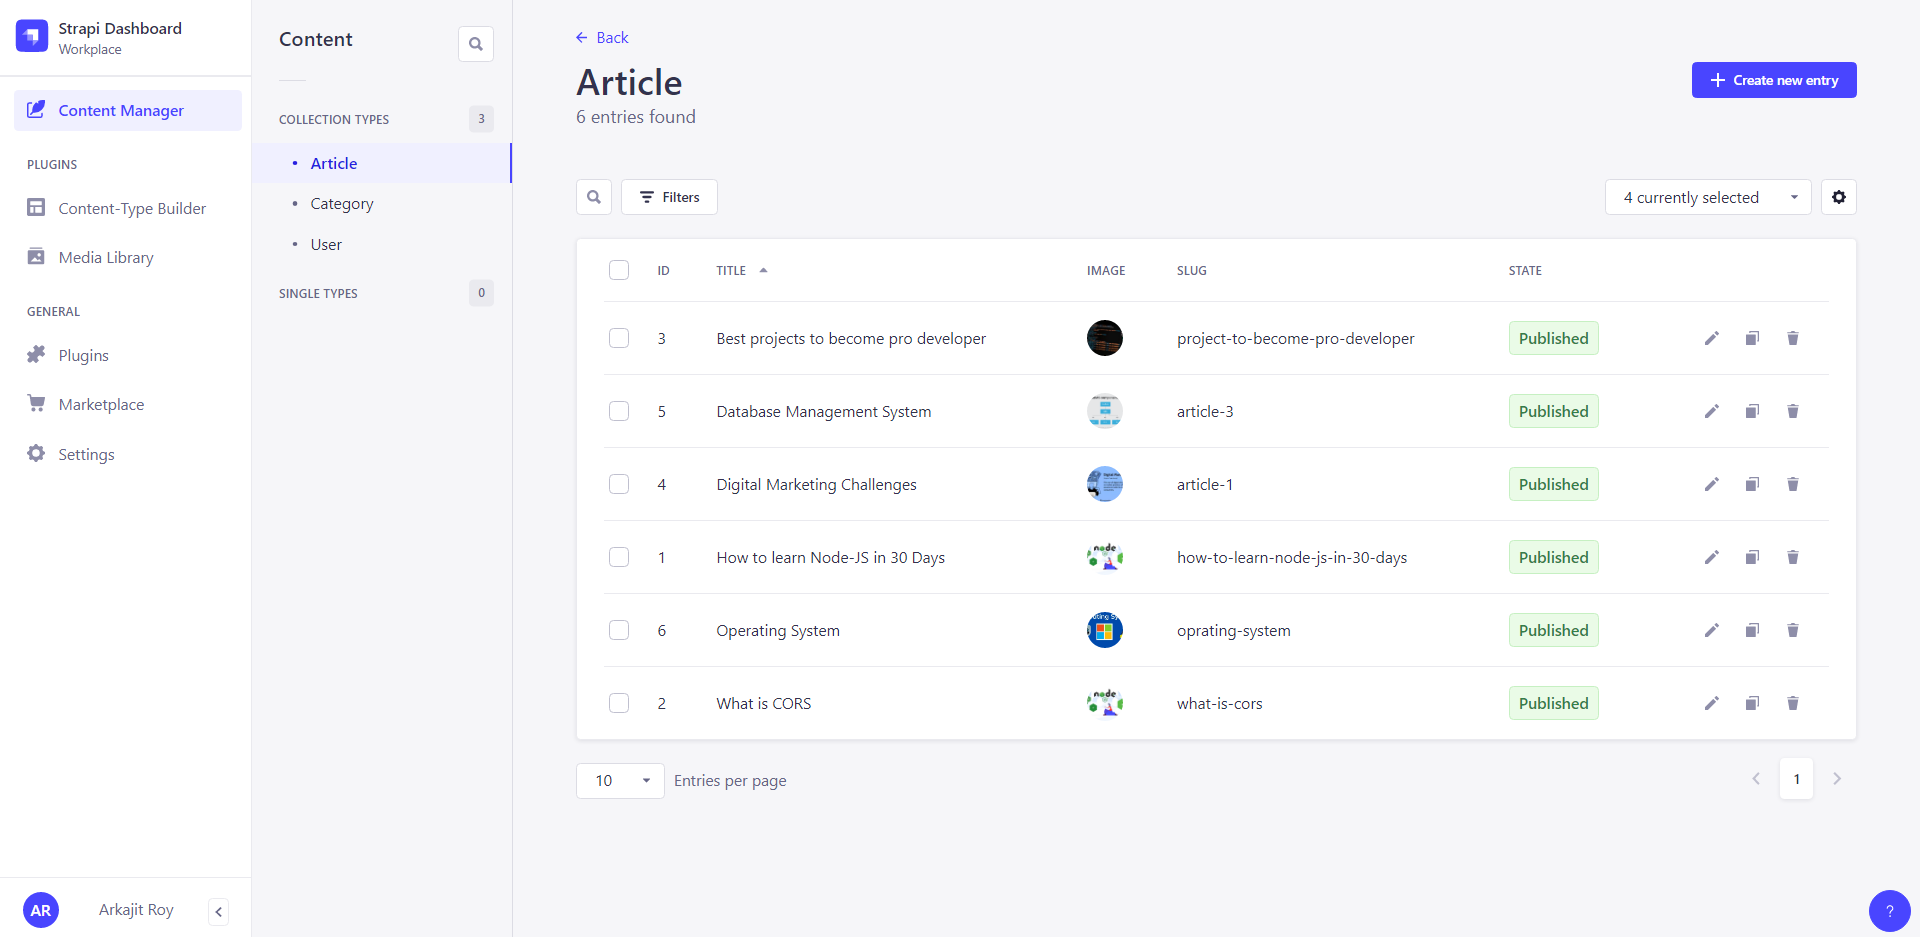 Strapi Dashboard
Workplace
Content Manager
PLUGINS
Content-Type Builder
Media Library
GENERAL
Plugins
Marketplace
Settings
AR
Arkajit Roy
Content
COLLECTION TYPES 3
Article
Category
User
SINGLE TYPES 0
Back
Article
6 entries found
Create new entry
Filters
4 currently selected
ID TITLE IMAGE SLUG STATE
3 Best projects to become pro developer project-to-become-pro-developer Published
5 Database Management System article-3 Published
4 Digital Marketing Challenges article-1 Published
1 How to learn Node-JS in 30 Days node how-to-learn-node-js-in-30-days Published
6 Operating System oprating-system Published
2 What is CORS node what-is-cors Published
10 Entries per page
1
?